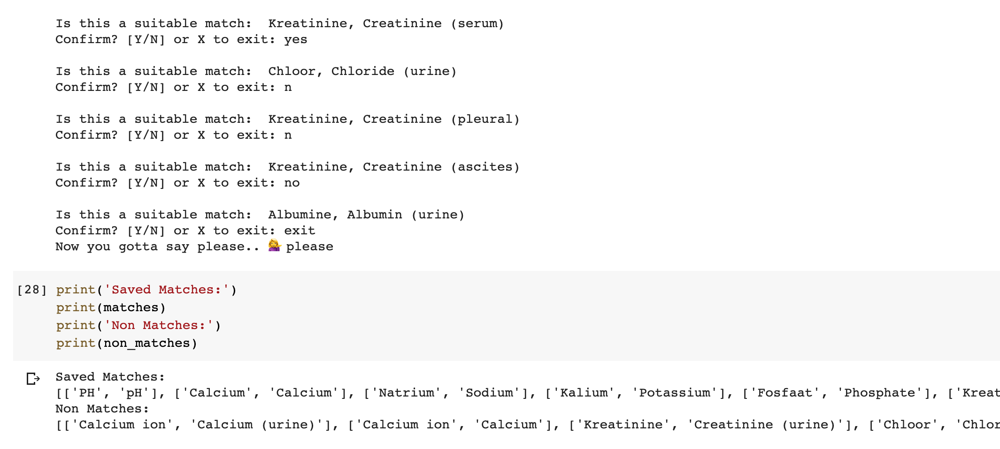 Is this a suitable match:  Kreatinine, Creatinine (serum)
Confirm? [Y/N] or X to exit: yes
Is this a suitable match:  Chloor, Chloride (urine)
Confirm? [Y/N] or X to exit: n
Is this a suitable match:  Kreatinine, Creatinine (pleural)
Confirm? [Y/N] or X to exit: n
Is this a suitable match:  Kreatinine, Creatinine (ascites)
Confirm? [Y/N] or X to exit: no
Is this a suitable match:  Albumine, Albumin (urine)
Confirm? [Y/N] or X to exit: exit
Now you gotta say please.. 💁‍♀️ please
[28] print('Saved Matches:')
print(matches)
print('Non Matches:')
print(non_matches)
Saved Matches:
[['PH', 'pH'], ['Calcium', 'Calcium'], ['Natrium', 'Sodium'], ['Kalium', 'Potassium'], ['Fosfaat', 'Phosphate'], ['Kreat
Non Matches:
[['Calcium ion', 'Calcium (urine)'], ['Calcium ion', 'Calcium'], ['Kreatinine', 'Creatinine (urine)'], ['Chloor', 'Chlor